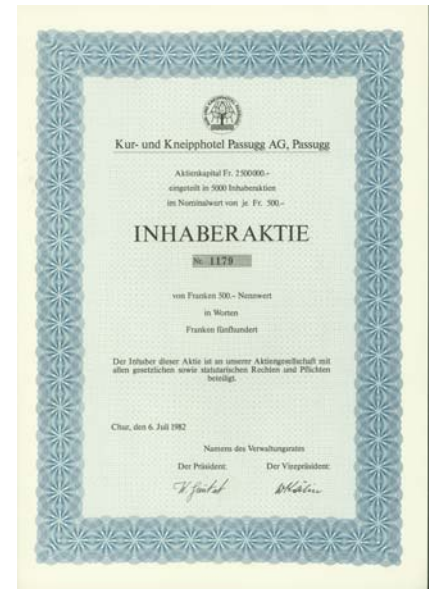 Kur- und Kneipphotel Passugg AG, Passugg
Aktienkapital Fr. 2 500 000.–
eingeteilt in 5000 Inhaberaktien
im Nominalwert von je Fr. 500.–
INHABERAKTIE
Nr. 1179
von Franken 500.– Nennwert
in Worten
Franken fünfhundert
Der Inhaber dieser Aktie ist an unserer Aktiengesellschaft mit
allen gesetzlichen sowie statutarischen Rechten und Pflichten
beteiligt.
Chur, den 6. Juli 1982
Namens des Verwaltungsrates
Der Präsident: Der Vizepräsident: